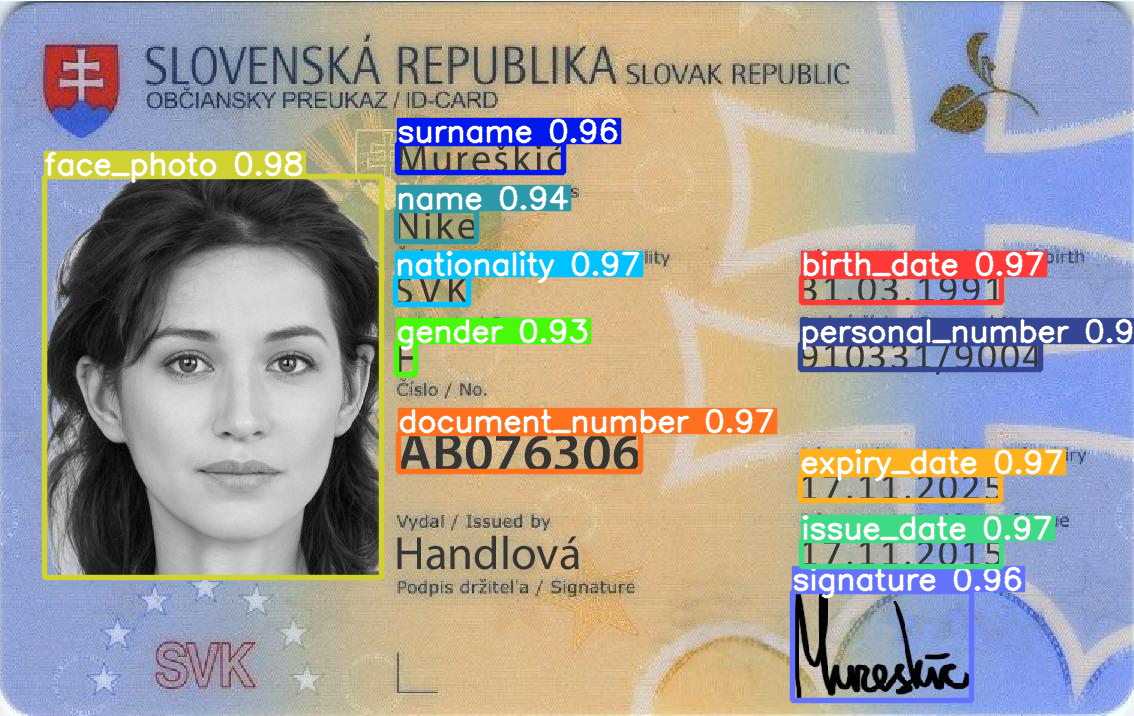 SLOVENSKÁ REPUBLIKA SLOVAK REPUBLIC
OBČIANSKY PREUKAZ / ID-CARD
surname 0.96
face_photo 0.98
Mureškić
name 0.94
Nike
nationality 0.97
birth_date 0.97
SVK
31.03.1991
gender 0.93
personal_number 0.9
F
910331/9004
Číslo / No.
document_number 0.97
AB076306
expiry_date 0.97
17.11.2025
Vydal / Issued by
issue_date 0.97
Handlová
17.11.2015
Podpis držiteľa / Signature
signature 0.96
SVK
Mureskic